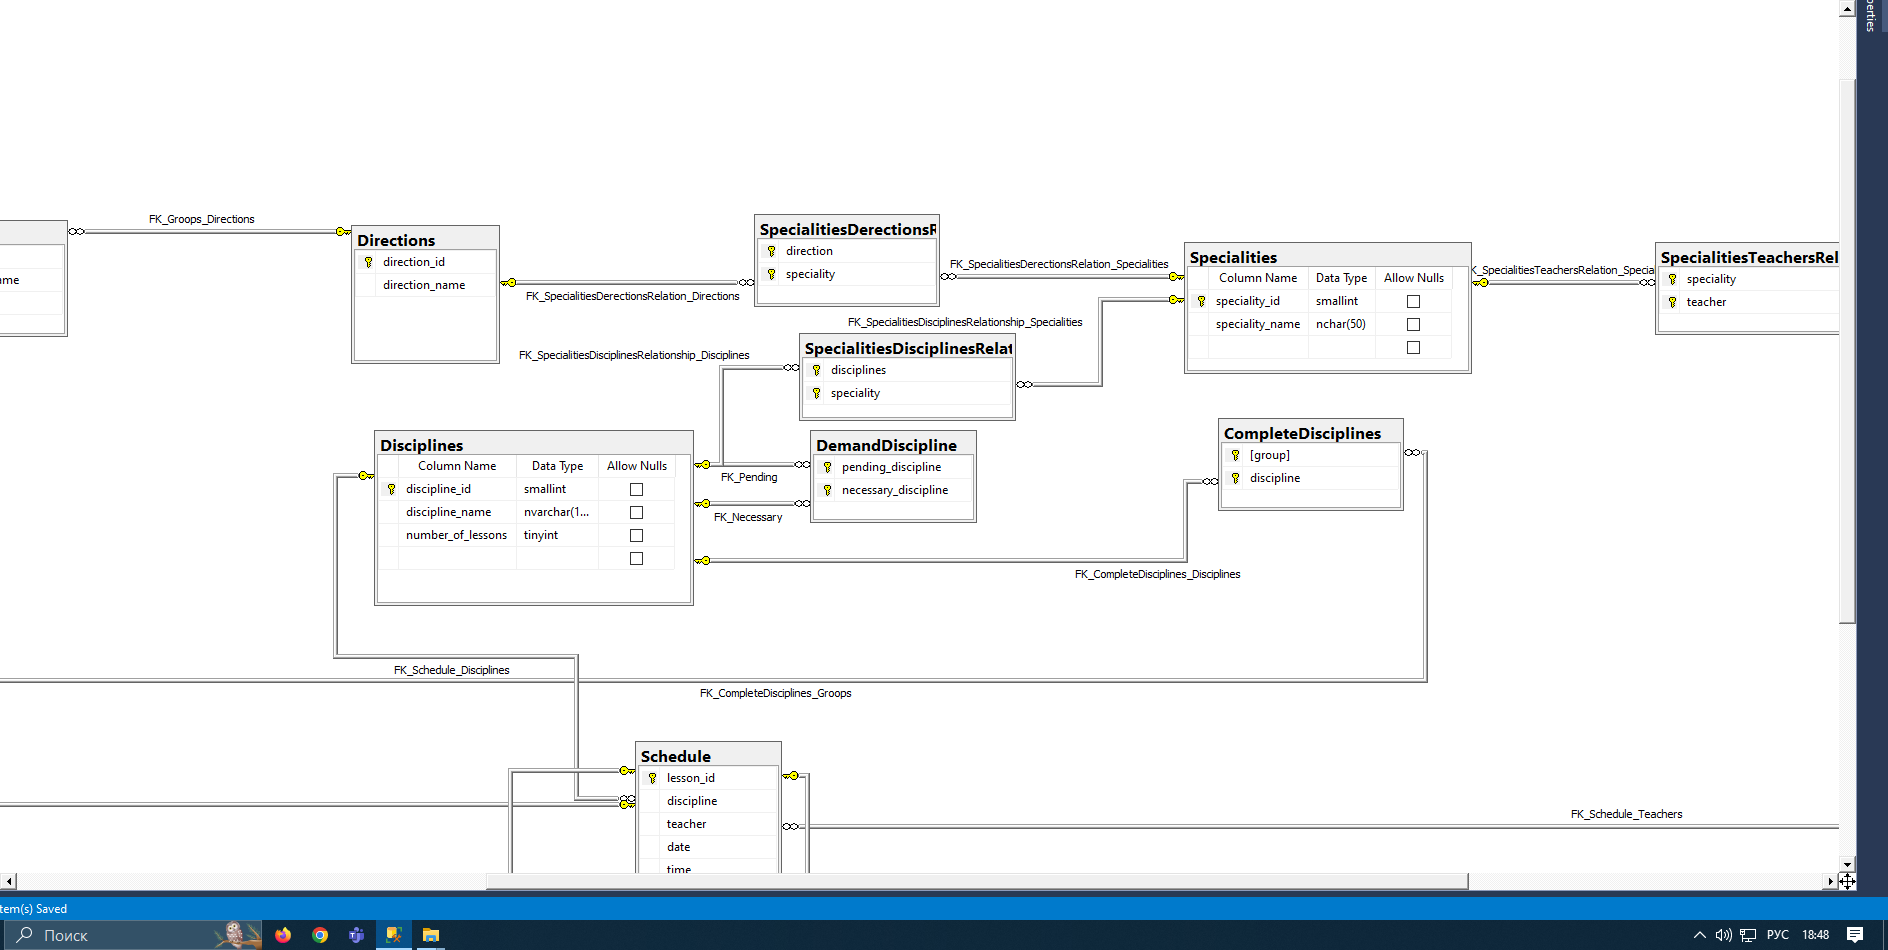 perties
FK_Groops_Directions
ame
Directions
direction_id
direction_name
FK_SpecialitiesDerectionsRelation_Directions
SpecialitiesDerectionsR
direction
speciality
FK_SpecialitiesDerectionsRelation_Specialities
Specialities
Column Name Data Type Allow Nulls
speciality_id smallint
speciality_name nchar(50)
K_SpecialitiesTeachersRelation_Special
SpecialitiesTeachersRel
speciality
teacher
FK_SpecialitiesDisciplinesRelationship_Specialities
FK_SpecialitiesDisciplinesRelationship_Disciplines
SpecialitiesDisciplinesRelat
disciplines
speciality
Disciplines
Column Name Data Type Allow Nulls
discipline_id smallint
discipline_name nvarchar(1...
number_of_lessons tinyint
FK_Pending
FK_Necessary
DemandDiscipline
pending_discipline
necessary_discipline
CompleteDisciplines
[group]
discipline
FK_CompleteDisciplines_Disciplines
FK_Schedule_Disciplines
FK_CompleteDisciplines_Groops
Schedule
lesson_id
discipline
teacher
date
time
FK_Schedule_Teachers
tem(s) Saved
Поиск
РУС 18:48